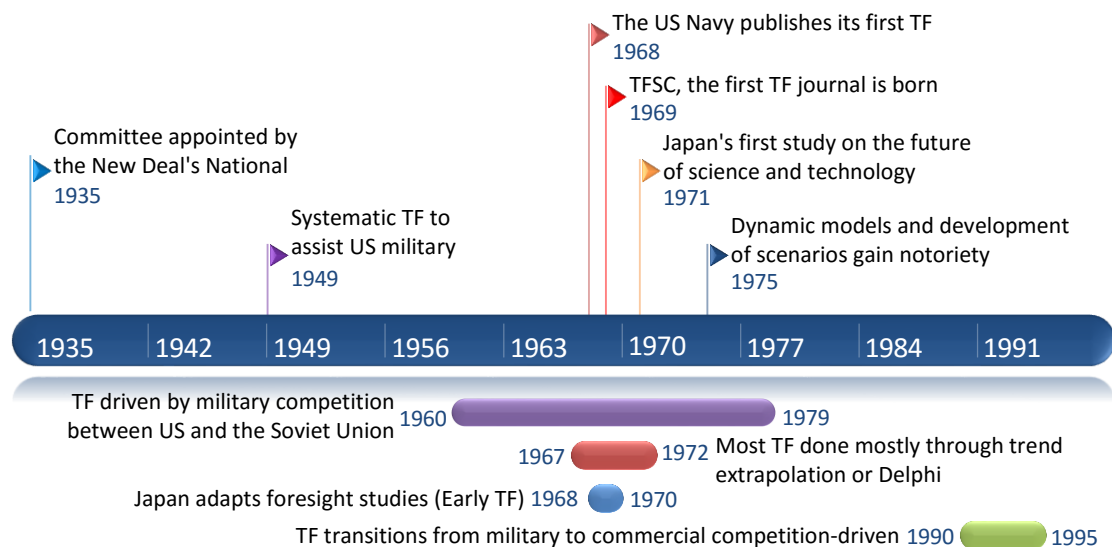 The US Navy publishes its first TF
1968
TFSC, the first TF journal is born
1969
Committee appointed by
the New Deal's National
1935
Japan's first study on the future
of science and technology
1971
Systematic TF to
assist US military
1949
Dynamic models and development
of scenarios gain notoriety
1975
1935 1942 1949 1956 1963 1970 1977 1984 1991
TF driven by military competition
between US and the Soviet Union
1960 1979
1967 1972
Most TF done mostly through trend
extrapolation or Delphi
Japan adapts foresight studies (Early TF) 1968 1970
TF transitions from military to commercial competition-driven 1990 1995